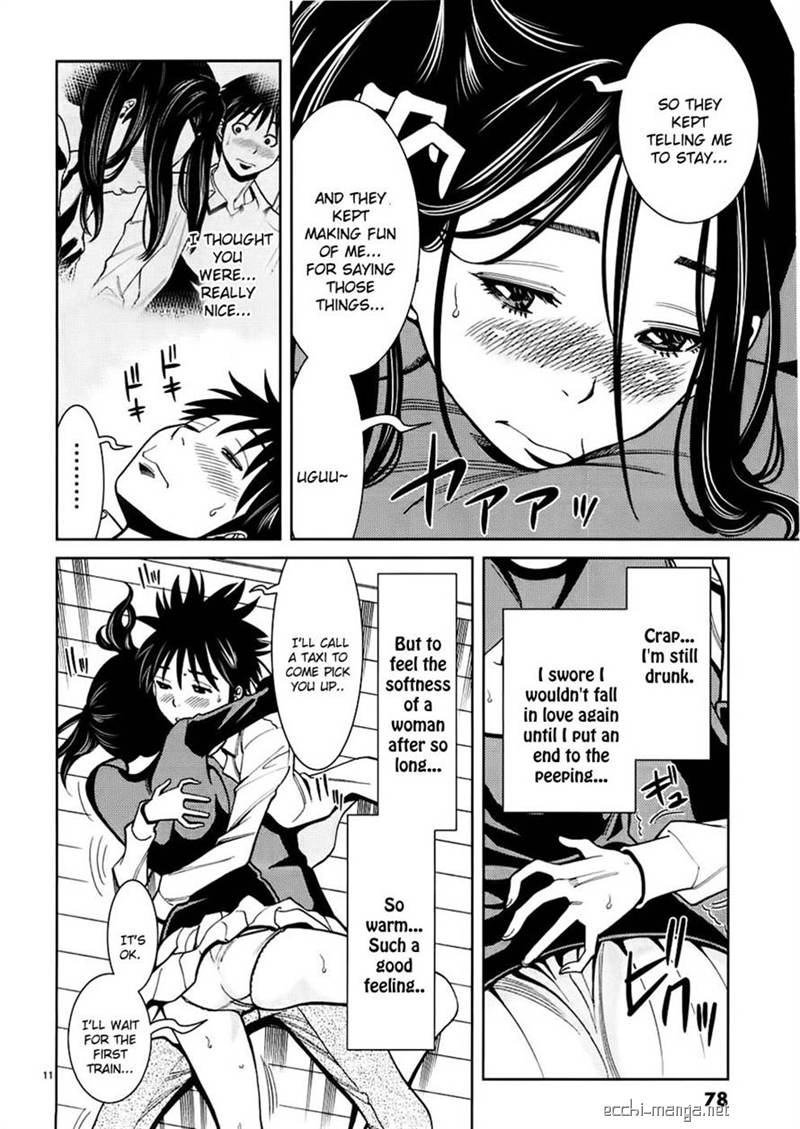 SO THEY
KEPT
TELLING ME
TO STAY...
AND THEY
KEPT
MAKING FUN
OF ME...
FOR SAYING
THOSE
THINGS...
UGUU~
ヤァァッ
I THOUGHT
YOU
WERE...
REALLY
NICE...
ドキドキ
.........
Crap...
I'm still
drunk.
I swore I
wouldn't fall
in love again
until I put an
end to the
peeping...
ギュ
ビクッ
But to
feel the
softness
of a
woman
after so
long...
So
warm...
Such a
good
feeling..
I'LL CALL
A TAXI TO
COME PICK
YOU UP..
IT'S
OK.
I'LL WAIT
FOR THE
FIRST
TRAIN...
11
78
ecchi-manga.net